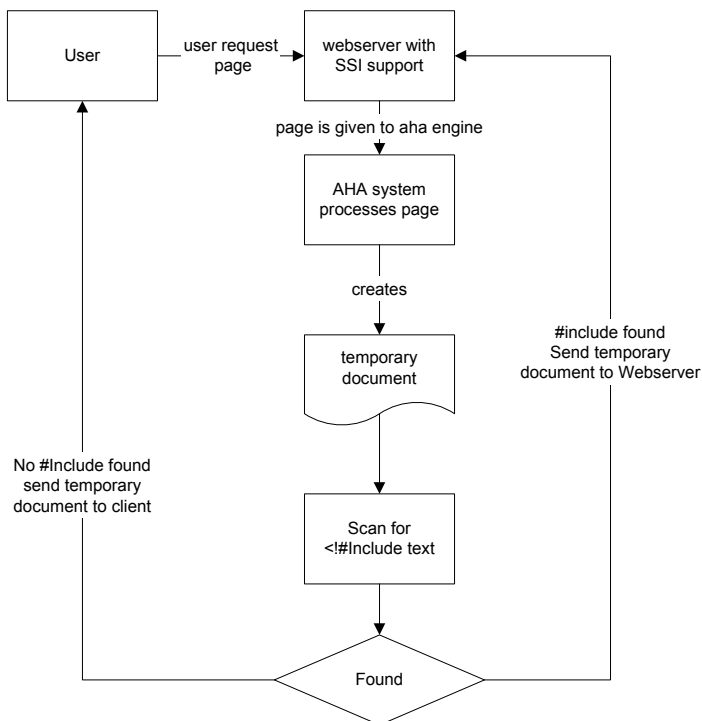 User
user request
page
webserver with
SSI support
page is given to aha engine
AHA system
processes page
creates
temporary
document
#include found
Send temporary
document to Webserver
No #Include found
send temporary
document to client
Scan for
<!#Include text
Found